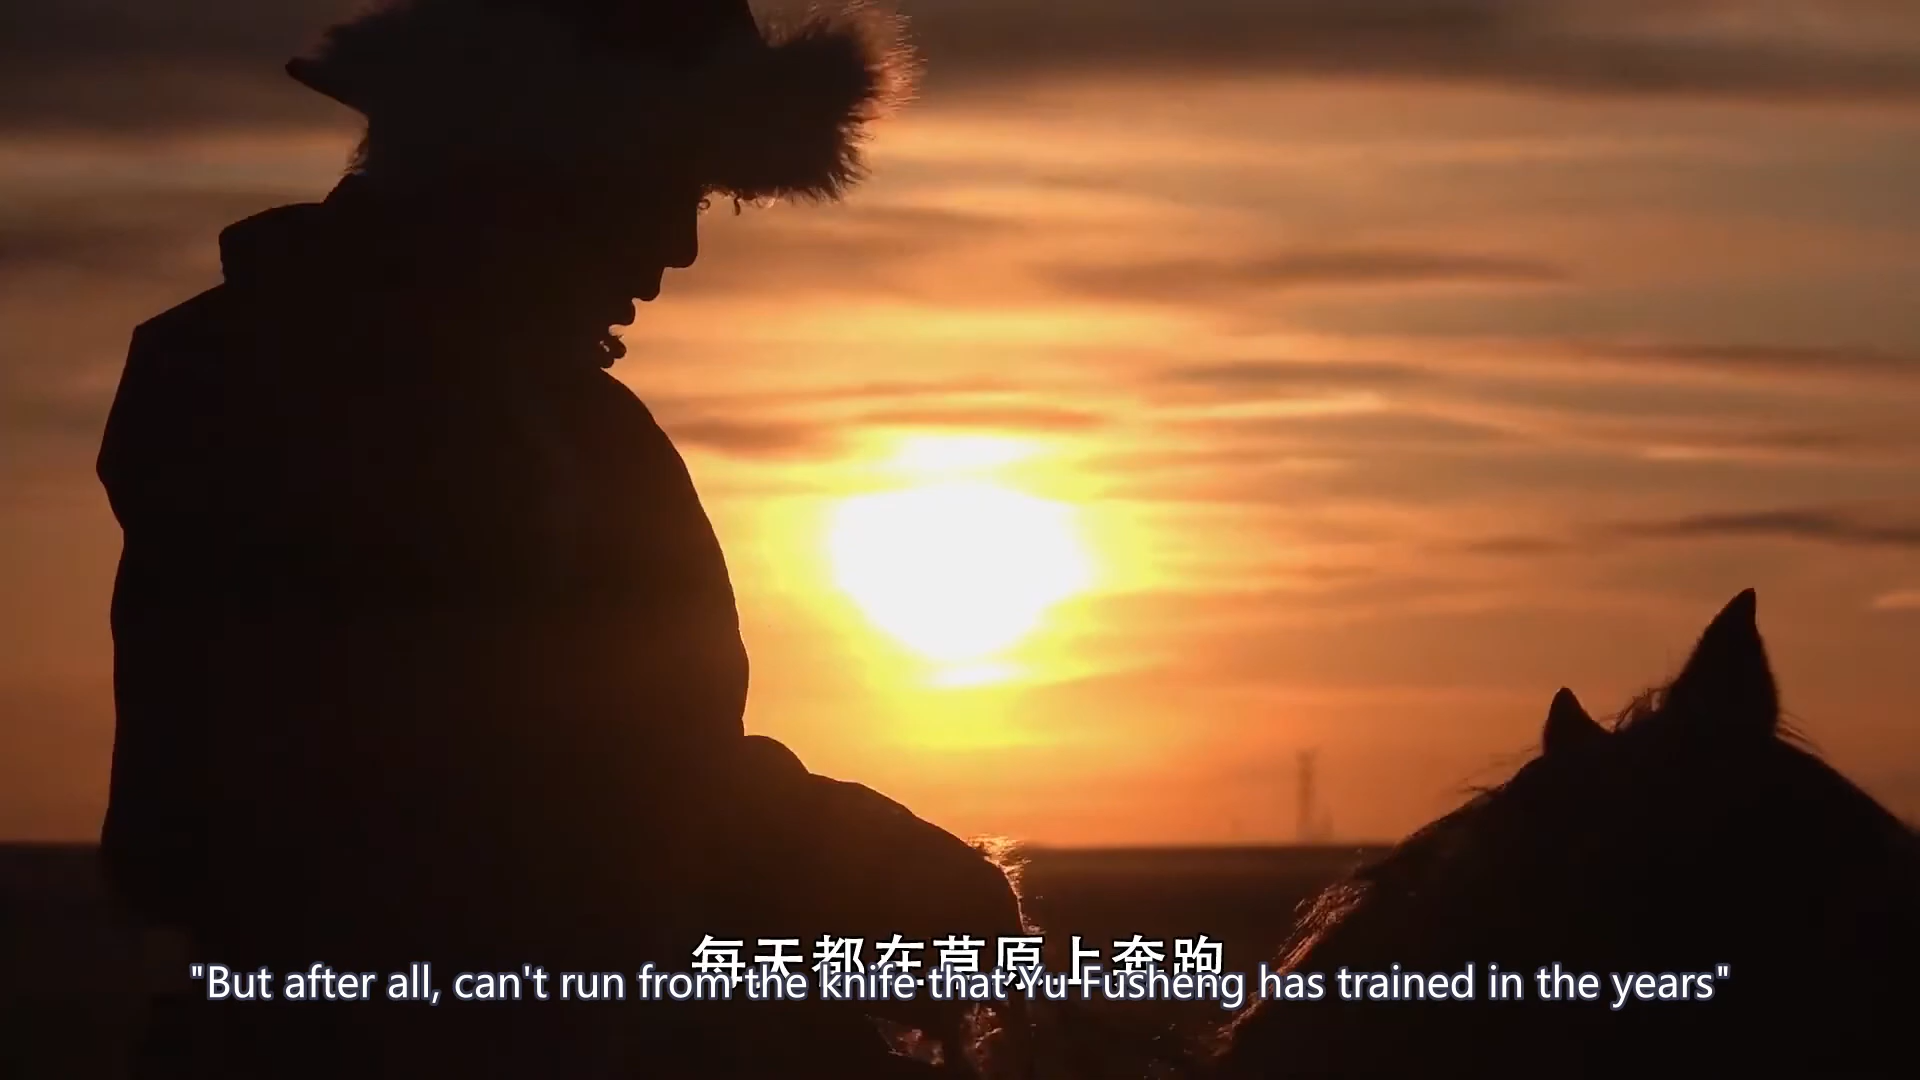 每天都在草原上奔跑
"But after all, can't run from the knife that Yu Fusheng has trained in the years"